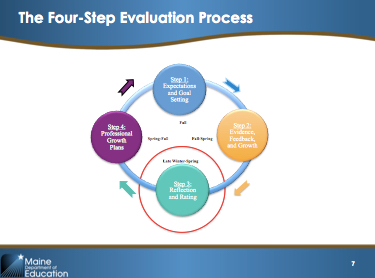 The Four-Step Evaluation Process
Step 1:
Expectations
and Goal
Setting
Fall
Step 4:
Professional
Growth
Plans
Spring-Fall
Fall-Spring
Step 2:
Evidence,
Feedback,
and Growth
Late Winter-Spring
Step 3:
Reflection
and Rating
Maine
Department of
Education
7